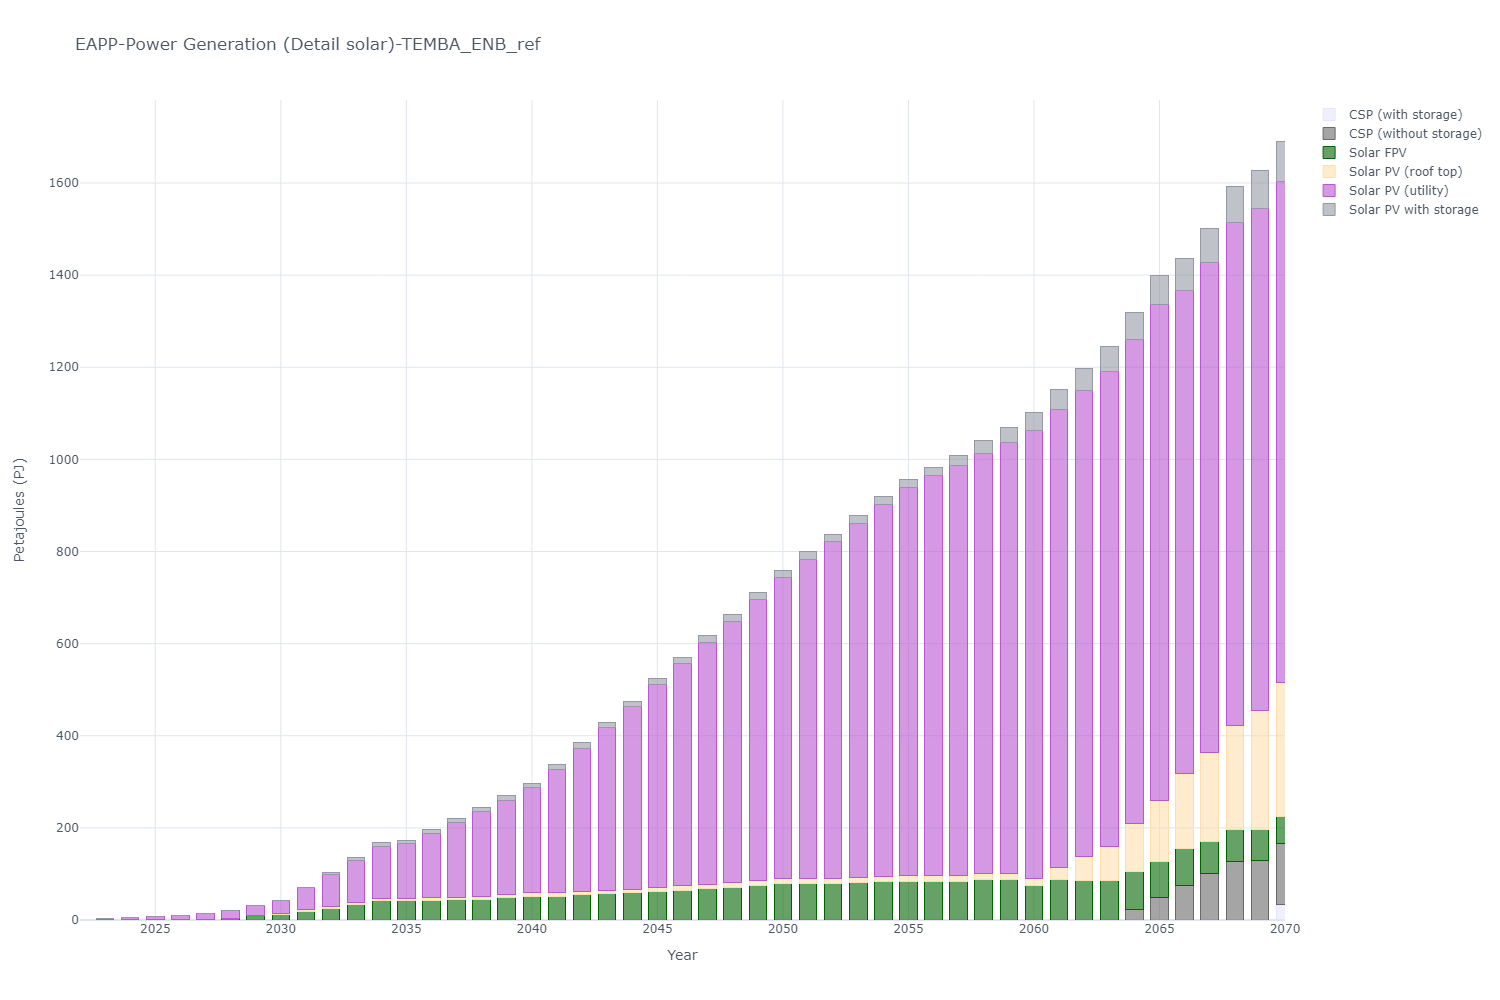 EAPP-Power Generation (Detail solar)-TEMBA_ENB_ref
CSP (with storage)
CSP (without storage)
Solar FPV
Solar PV (roof top)
Solar PV (utility)
Solar PV with storage
Petajoules (PJ)
1600
1400
1200
1000
800
600
400
200
0
2025 2030 2035 2040 2045 2050 2055 2060 2065 2070
Year